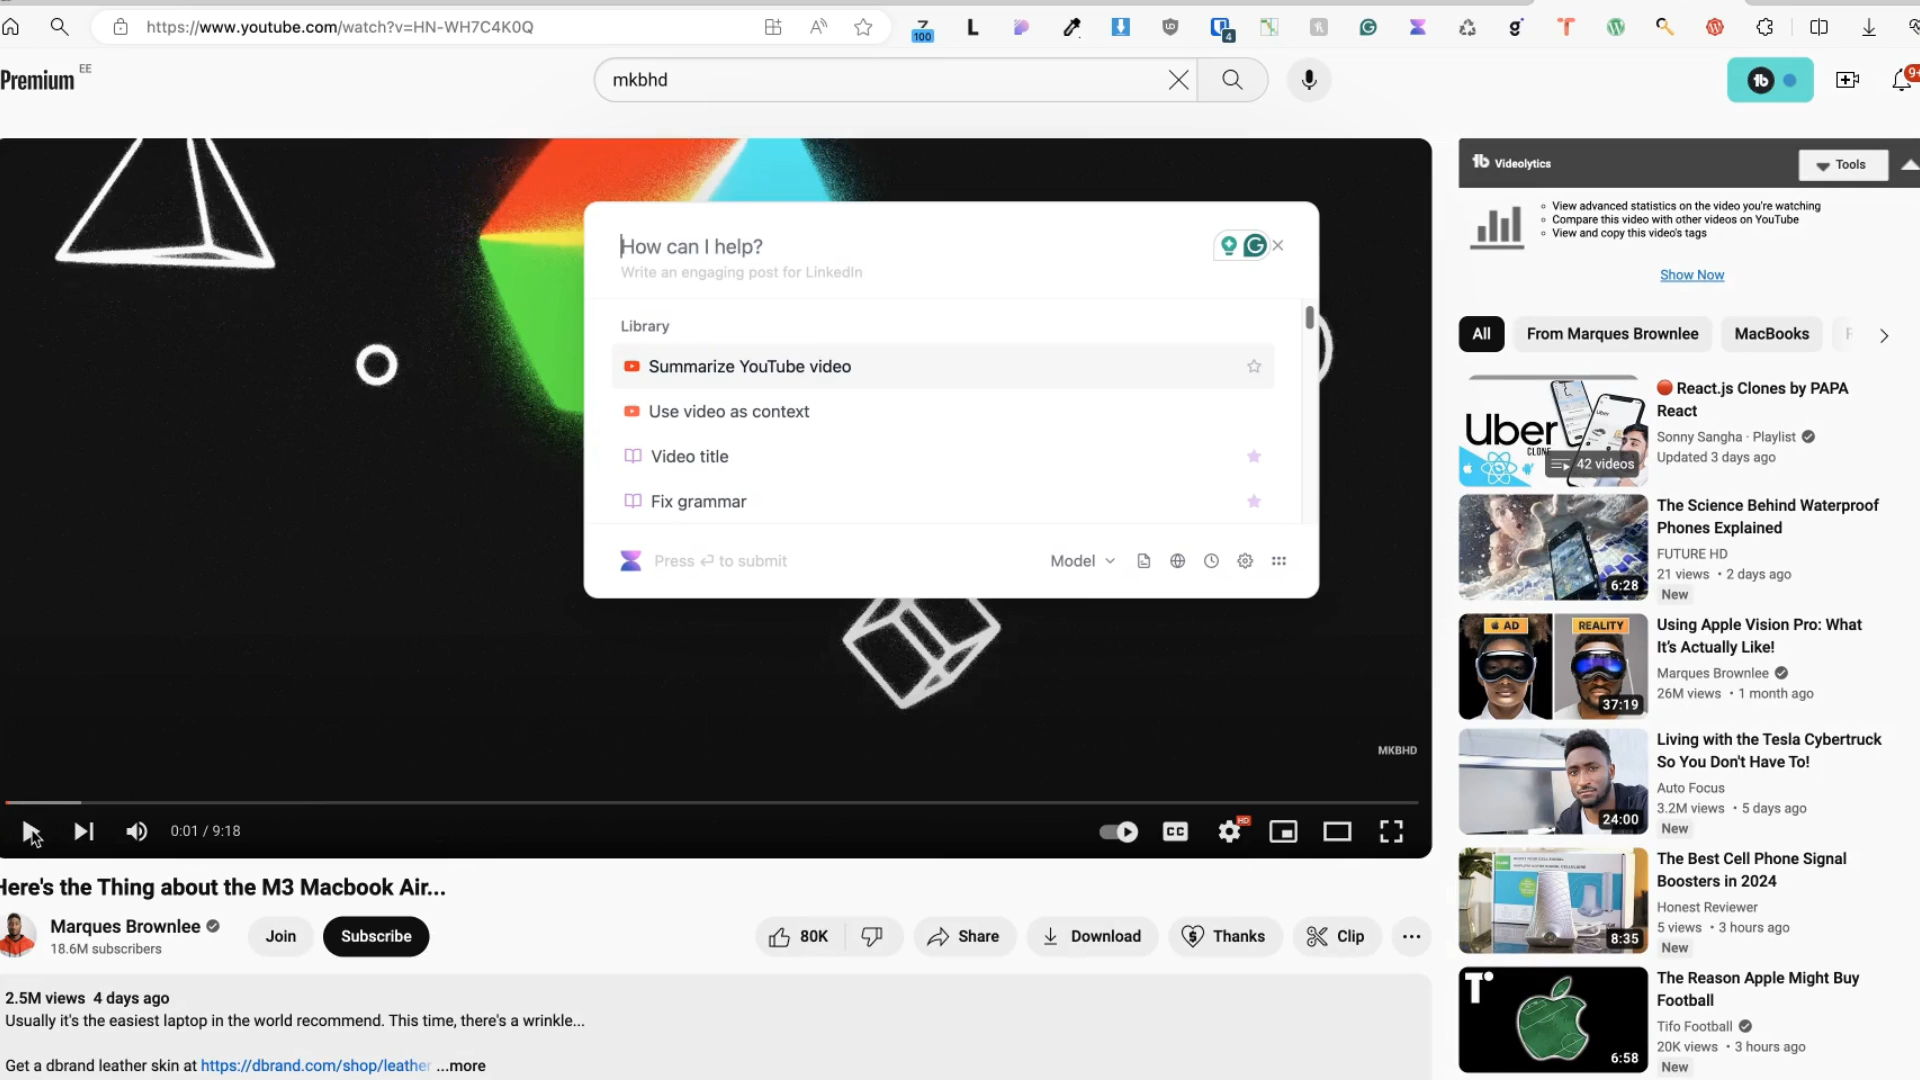 https://www.youtube.com/watch?v=HN-WH7C4K0Q
100
L
4
Premium EE
mkbhd
9+
How can I help?
Write an engaging post for LinkedIn
Library
Summarize YouTube video
Use video as context
Video title
Fix grammar
Press ⏎ to submit
Model
MKBHD
0:01 / 9:18
CC
HD
Here's the Thing about the M3 Macbook Air...
Marques Brownlee
18.6M subscribers
Join
Subscribe
80K
Share
Download
Thanks
Clip
2.5M views 4 days ago
Usually it's the easiest laptop in the world recommend. This time, there's a wrinkle...
Get a dbrand leather skin at https://dbrand.com/shop/leather ...more
tb Videolytics
Tools
View advanced statistics on the video you're watching
Compare this video with other videos on YouTube
View and copy this video's tags
Show Now
All
From Marques Brownlee
MacBooks
Uber
CLONE
42 videos
React.js Clones by PAPA
React
Sonny Sangha · Playlist
Updated 3 days ago
6:28
The Science Behind Waterproof
Phones Explained
FUTURE HD
21 views • 2 days ago
New
AD
REALITY
37:19
Using Apple Vision Pro: What
It's Actually Like!
Marques Brownlee
26M views • 1 month ago
24:00
Living with the Tesla Cybertruck
So You Don't Have To!
Auto Focus
3.2M views • 5 days ago
New
8:35
The Best Cell Phone Signal
Boosters in 2024
Honest Reviewer
5 views • 3 hours ago
New
T
6:58
The Reason Apple Might Buy
Football
Tifo Football
20K views • 3 hours ago
New